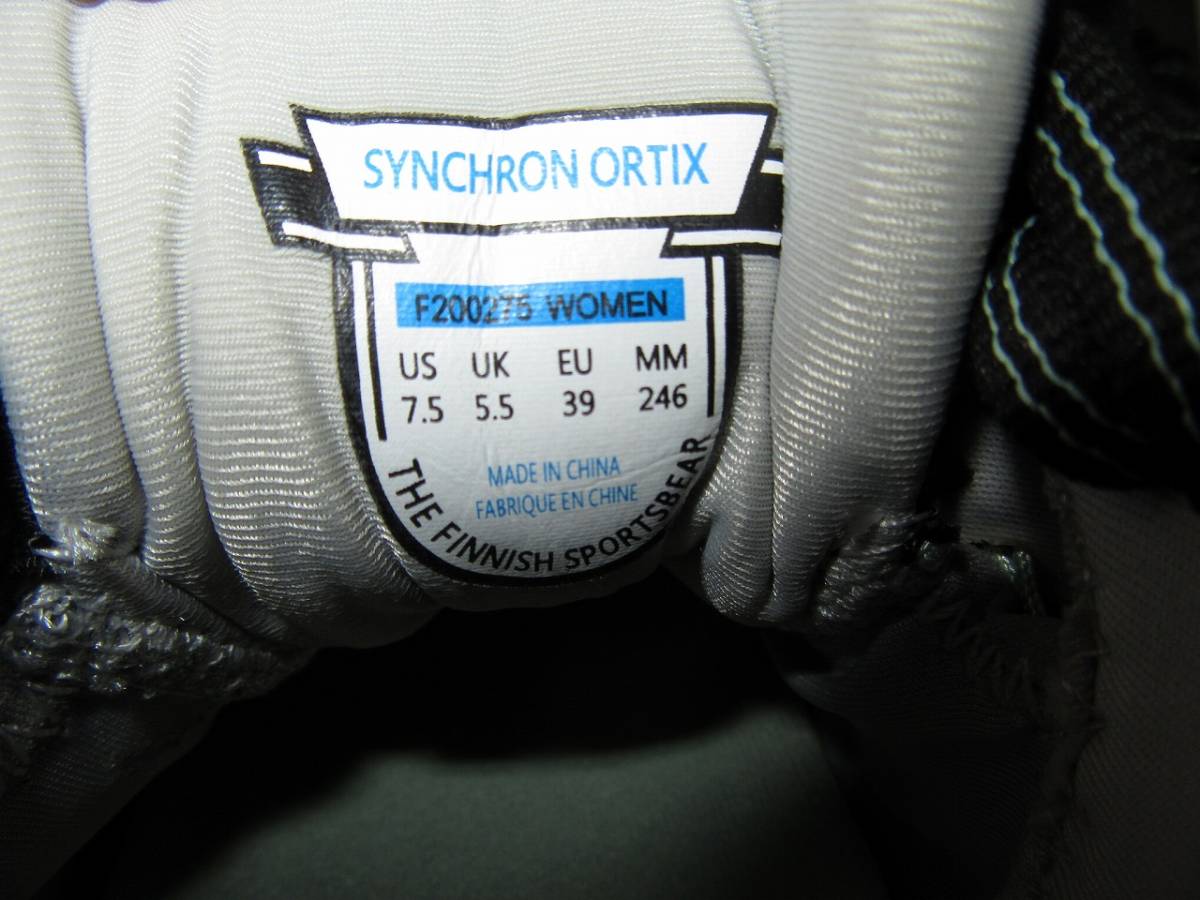 SYNCHRON ORTIX
F200275 WOMEN
US UK EU MM
7.5 5.5 39 246
MADE IN CHINA
FABRIQUE EN CHINE
THE FINNISH SPORTSBEAR